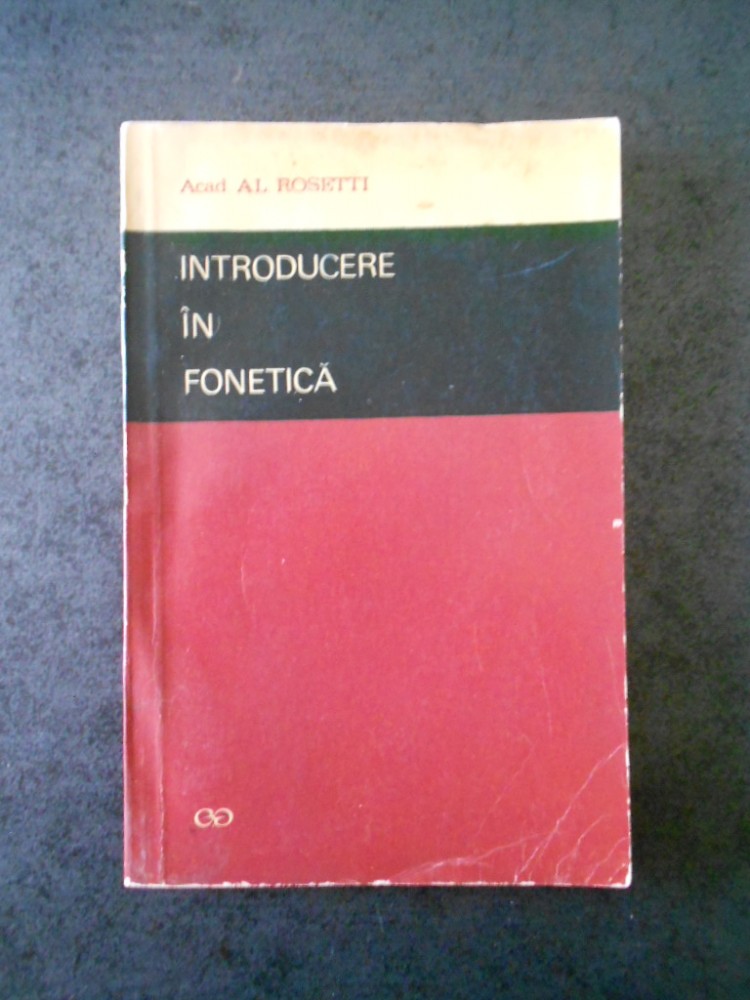 Acad AL ROSETTI
INTRODUCERE
ÎN
FONETICĂ